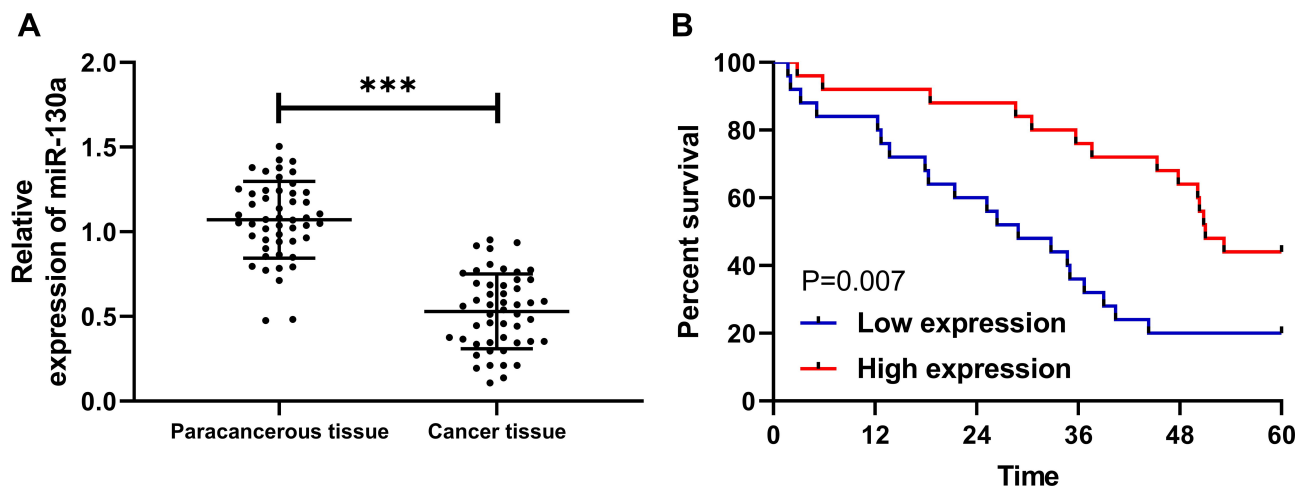 A
Relative
expression of miR-130a
2.0
1.5
1.0
0.5
0.0
***
Paracancerous tissue
Cancer tissue
B
Percent survival
100
80
60
40
20
0
P=0.007
Low expression
High expression
0 12 24 36 48 60
Time